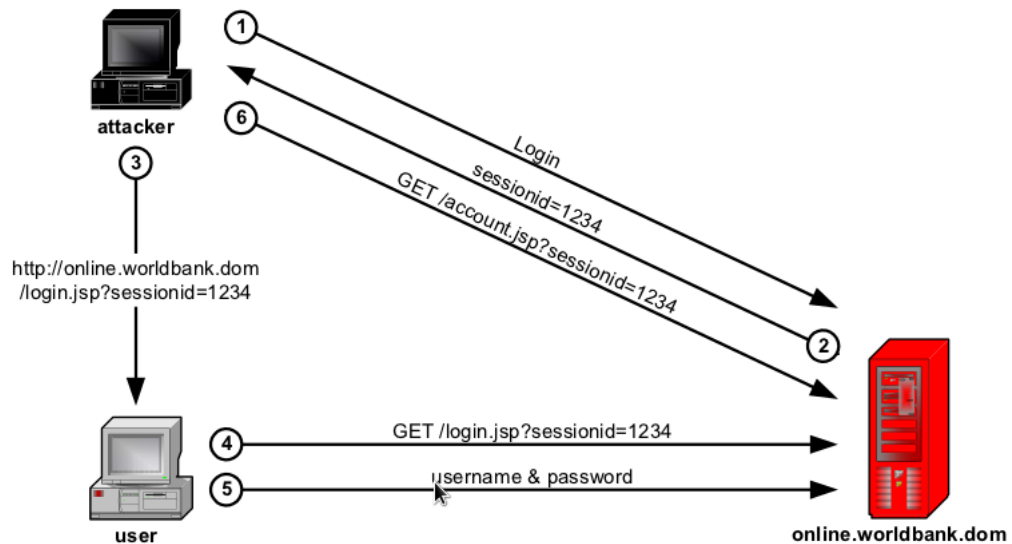 1
Login
sessionid=1234
6
GET /account.jsp?sessionid=1234
attacker
3
http://online.worldbank.dom
/login.jsp?sessionid=1234
2
4
GET /login.jsp?sessionid=1234
5
username & password
user
online.worldbank.dom